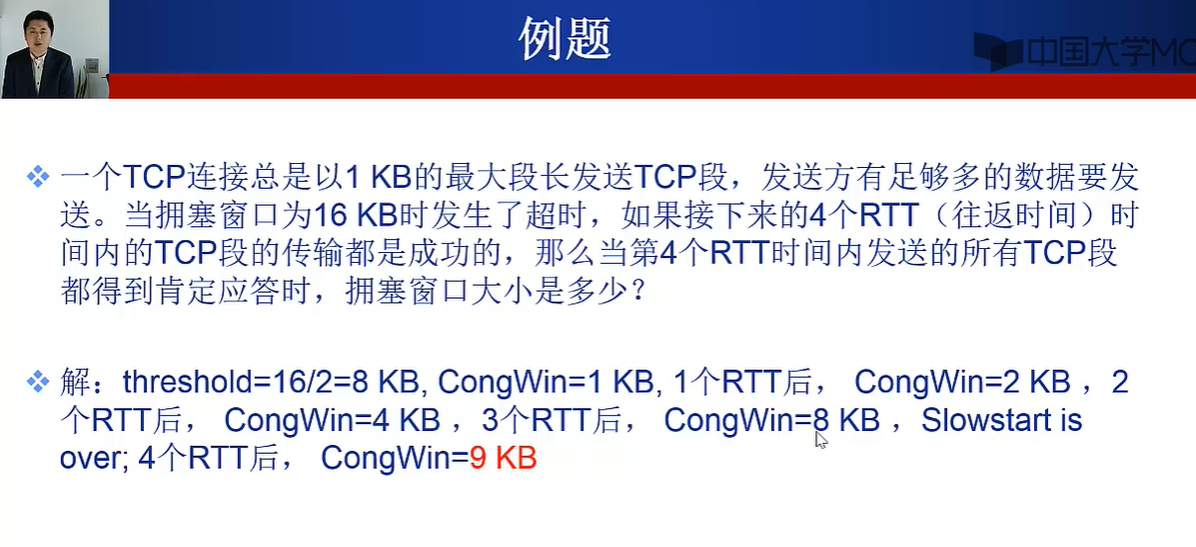 例题
中国大学MO
一个TCP连接总是以1 KB的最大段长发送TCP段，发送方有足够多的数据要发
送。当拥塞窗口为16 KB时发生了超时，如果接下来的4个RTT（往返时间）时
间内的TCP段的传输都是成功的，那么当第4个RTT时间内发送的所有TCP段
都得到肯定应答时，拥塞窗口大小是多少？
解：threshold=16/2=8 KB, CongWin=1 KB, 1个RTT后， CongWin=2 KB ，2
个RTT后， CongWin=4 KB ，3个RTT后， CongWin=8 KB ，Slowstart is
over; 4个RTT后， CongWin=9 KB